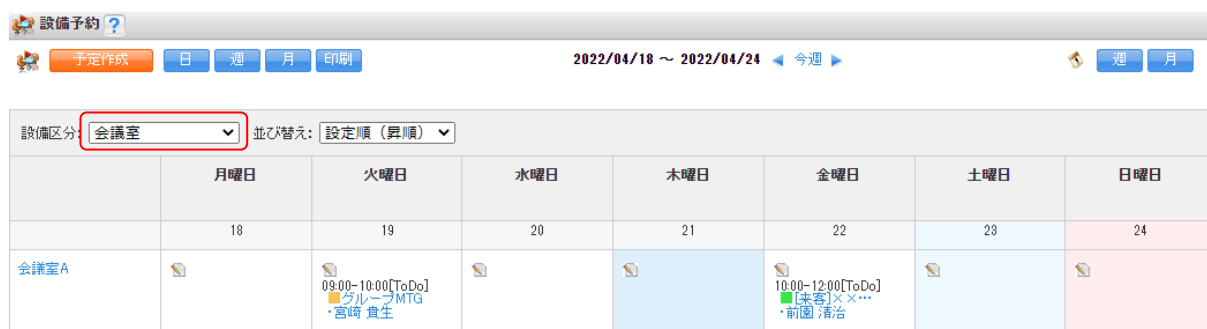 設備予約 ?
予定作成 日 週 月 印刷 2022/04/18 ～ 2022/04/24 今週 週 月
設備区分: 会議室 並び替え: 設定順（昇順）
月曜日 火曜日 水曜日 木曜日 金曜日 土曜日 日曜日
18 19 20 21 22 23 24
会議室A
09:00-10:00[ToDo]
グループMTG
・宮崎 貴生
10:00-12:00[ToDo]
[来客]××…
・前園 清治